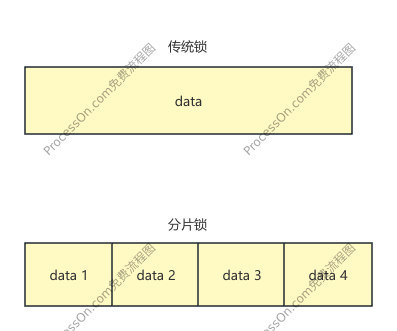 传统锁
data
ProcessOn.com免费流程图
ProcessOn.com免费流程图
分片锁
data 1
data 2
data 3
data 4
essOn.com免费流程图
essOn.com免费流程图